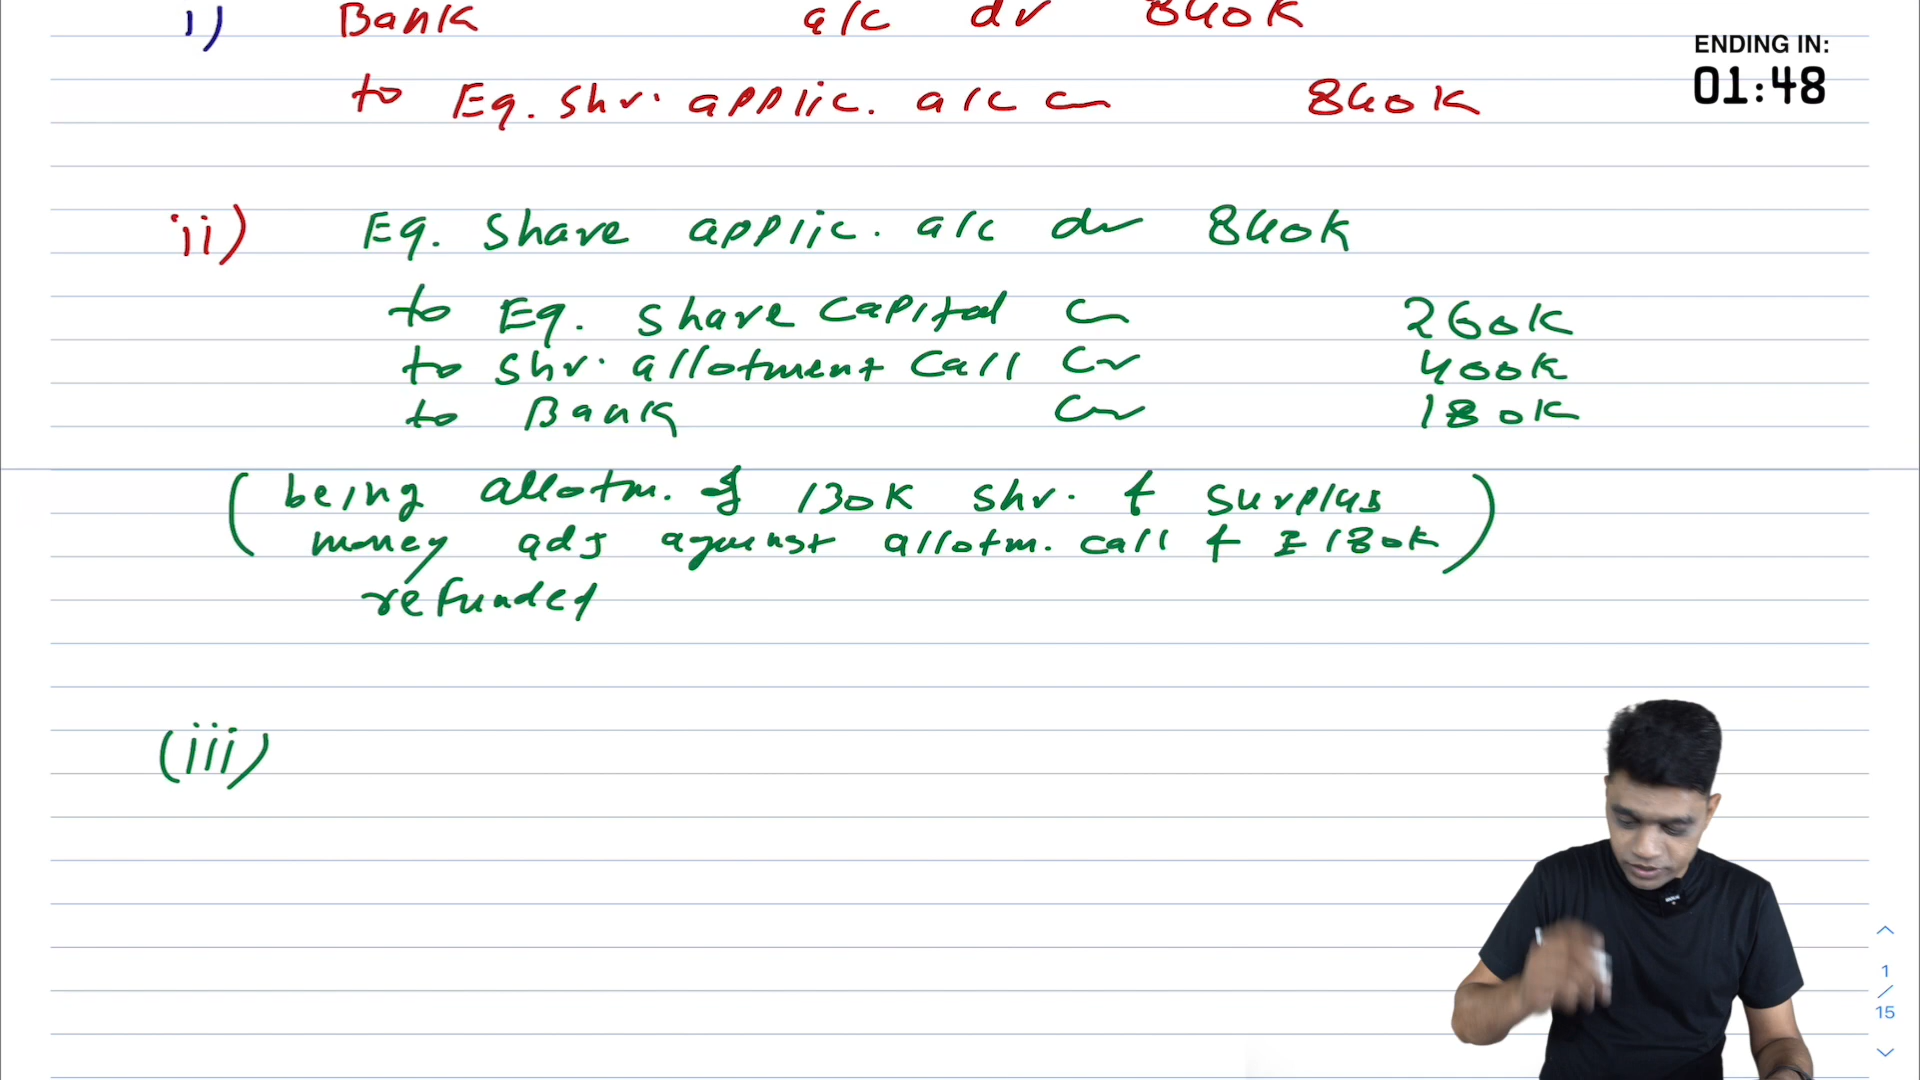 i) Bank a/c dr 840K
ENDING IN:
01:48
to Eq. Shr. applic. a/c cr 840K
ii) Eq. Share applic. a/c dr 840K
to Eq. Share Capital Cr 260K
to Shr. allotment Call Cr 400K
to Bank Cr 180K
( being allotm. of 130K Shr. & Surplus
money adj against allotm. call & ₹180K )
refunded
(iii)
1
/
15